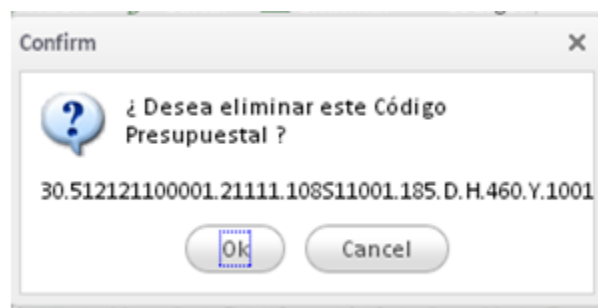 Confirm
¿ Desea eliminar este Código
Presupuestal ?
30.512121100001.21111.108S11001.185.D.H.460.Y.1001
Ok
Cancel